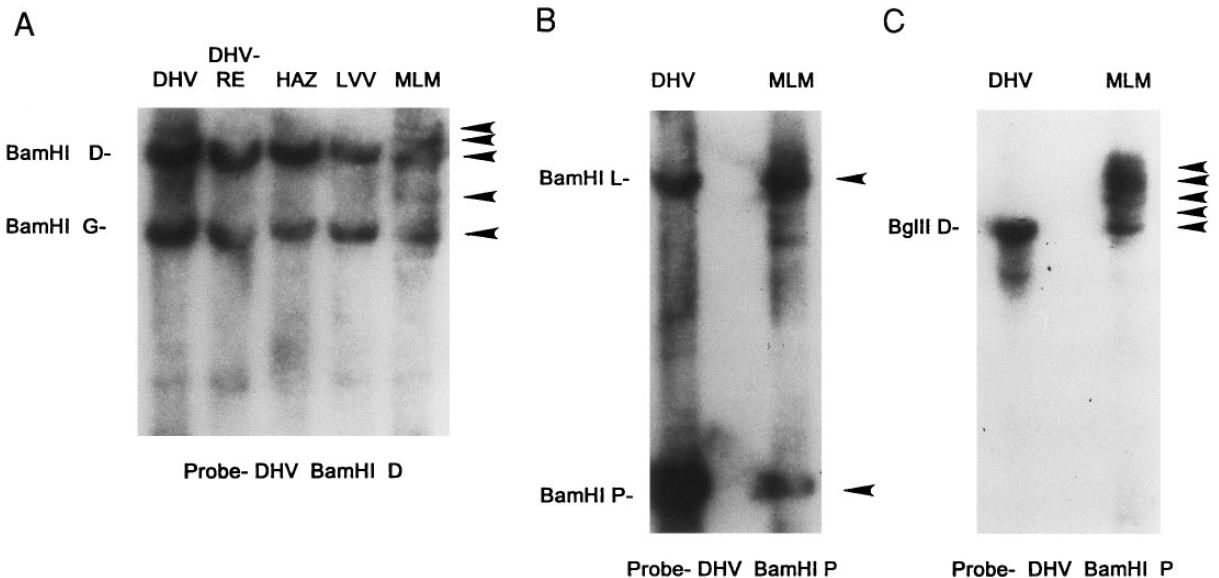 A
DHV DHV-RE HAZ LVV MLM
BamHI D-
BamHI G-
Probe- DHV BamHI D
B
DHV MLM
BamHI L-
BamHI P-
Probe- DHV BamHI P
C
DHV MLM
BglII D-
Probe- DHV BamHI P